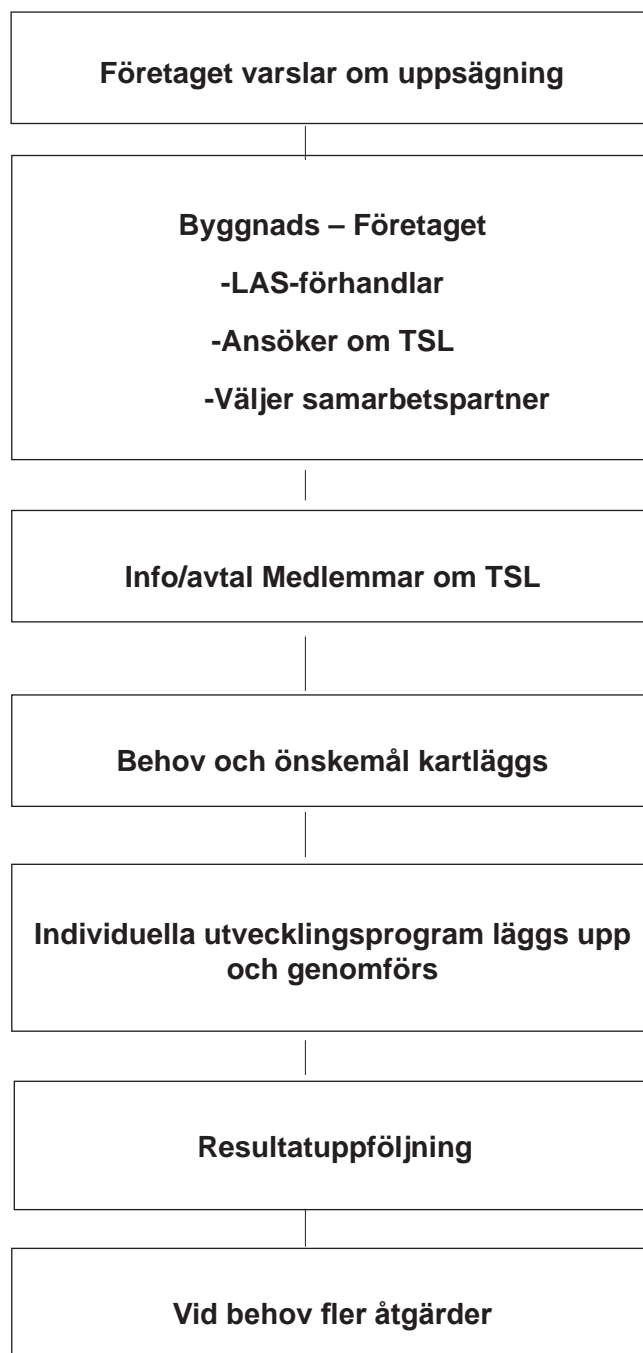 Företaget varslar om uppsägning
Byggnads – Företaget
-LAS-förhandlar
-Ansöker om TSL
-Väljer samarbetspartner
Info/avtal Medlemmar om TSL
Behov och önskemål kartläggs
Individuella utvecklingsprogram läggs upp
och genomförs
Resultatuppföljning
Vid behov fler åtgärder